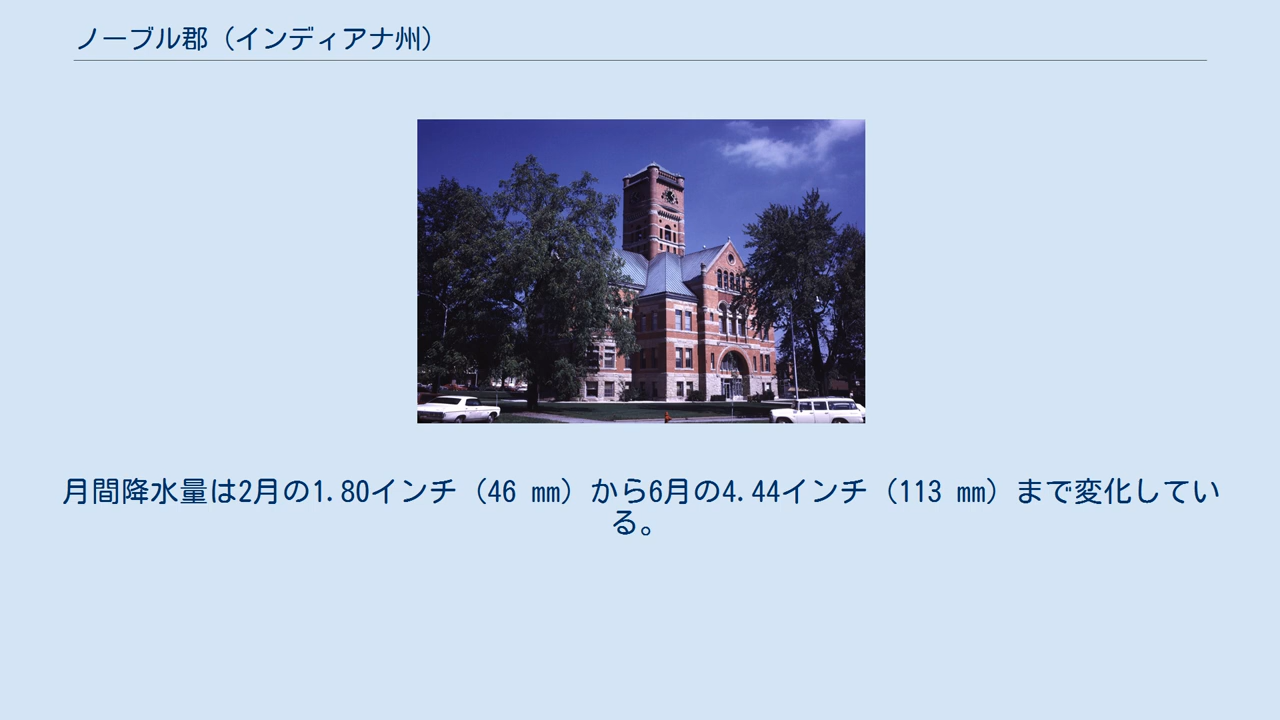 ノーブル郡（インディアナ州）
月間降水量は2月の1.80インチ（46 mm）から6月の4.44インチ（113 mm）まで変化してい
る。